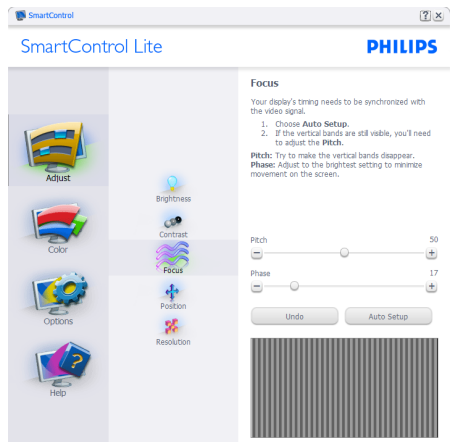 SmartControl
? ×
SmartControl Lite
PHILIPS
Adjust
Color
Options
Help
Brightness
Contrast
Focus
Position
Resolution
Focus
Your display's timing needs to be synchronized with
the video signal.
1. Choose Auto Setup.
2. If the vertical bands are still visible, you'll need
to adjust the Pitch.
Pitch: Try to make the vertical bands disappear.
Phase: Adjust to the brightest setting to minimize
movement on the screen.
Pitch 50
Phase 17
Undo Auto Setup